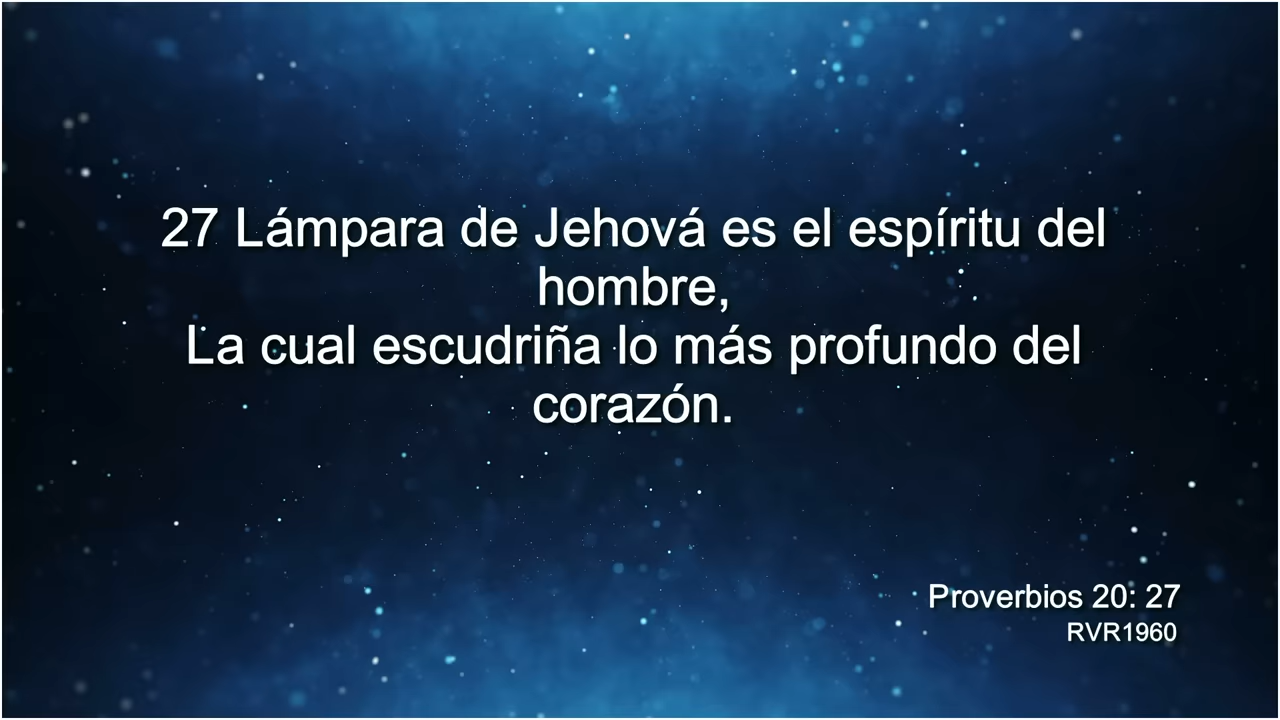 27 Lámpara de Jehová es el espíritu del
hombre,
La cual escudriña lo más profundo del
corazón.
Proverbios 20: 27
RVR1960